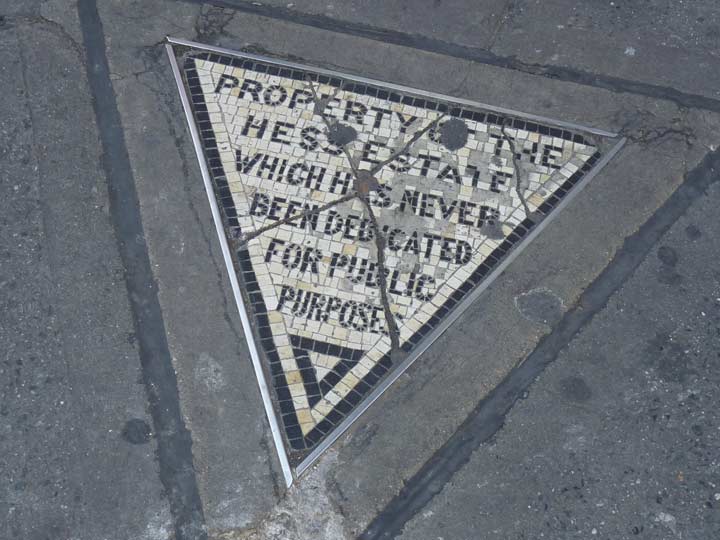 PROPERTY OF THE
HESS ESTATE
WHICH HAS NEVER
BEEN DEDICATED
FOR PUBLIC
PURPOSES